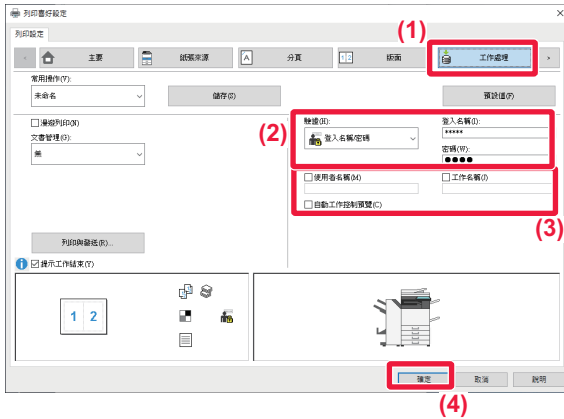 列印喜好設定
列印設定
(1)
主要
紙張來源
A
分頁
1 2
版面
工作處理
常用操作(Y):
未命名
儲存(S)
預設值(F)
漫遊列印(N)
文書管理(O):
無
(2)
驗證(H):
登入名稱/密碼
登入名稱(I):
*****
密碼(W):
●●●●
使用者名稱(M)
工作名稱(J)
自動工作控制預覽(C)
(3)
列印與發送(R)...
提示工作結束(Y)
1 2
確定
取消
說明
(4)